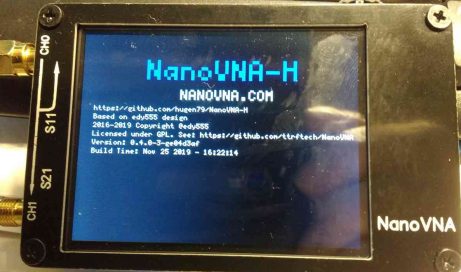 NanoVNA-H
NANOVNA.COM
https://github.com/hugen79/NanoVNA-H
Based on edy555 design
2016-2019 Copyright @edy555
Licensed under GPL. See: https://github.com/ttrftech/NanoVNA
Version: 0.4.0-3-ge04d3af
Build Time: Nov 25 2019 - 16:22:14
CH0
S11
S21
CH1
NanoVNA